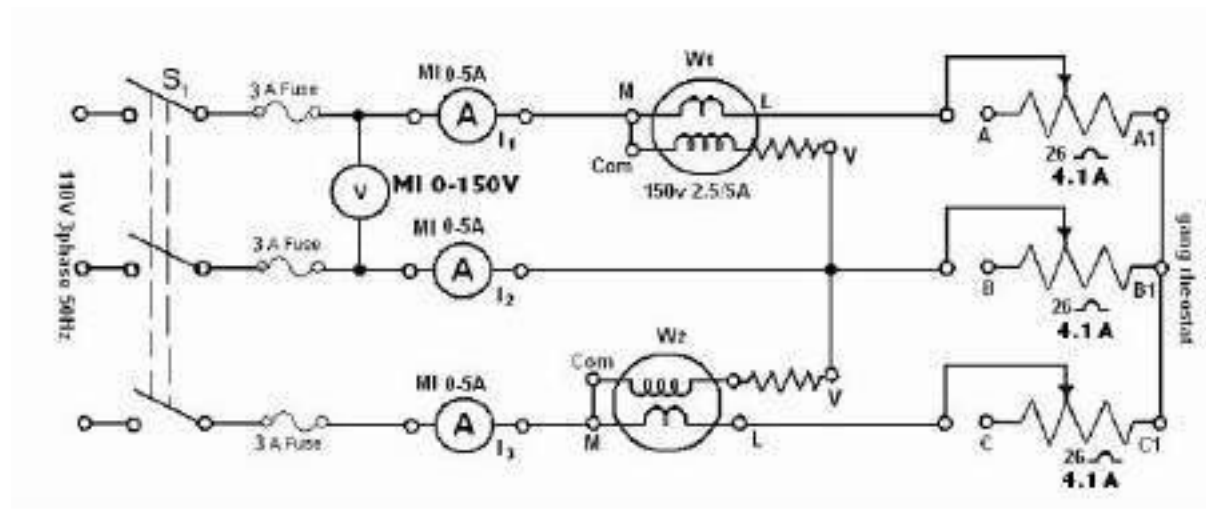 W1
S1
MI 0-5A
3 A Fuse
M
L
A
I1
A
A1
Com
V
26
4.1 A
V
MI 0-150V
150v 2.5/5A
110V 3phase 50Hz
MI 0-5A
3 A Fuse
A
I2
B
B1
26
4.1 A
gang rheostat
W2
Com
V
MI 0-5A
A
I3
3 A Fuse
M
L
C
C1
26
4.1 A